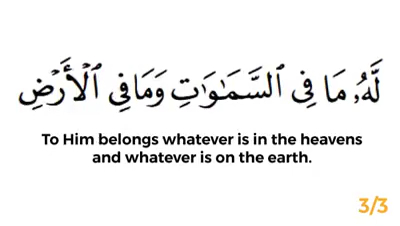 لَّهُۥ مَا فِي ٱلسَّمَٰوَٰتِ وَمَا فِي ٱلْأَرْضِ
To Him belongs whatever is in the heavens
and whatever is on the earth.
3/3